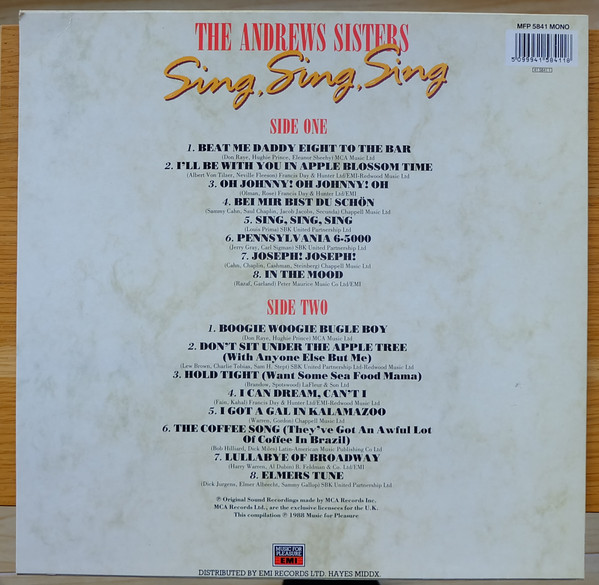 THE ANDREWS SISTERS
Sing, Sing, Sing
MFP 5841 MONO
5 099941 584118
SIDE ONE
1. BEAT ME DADDY EIGHT TO THE BAR
(Don Raye, Hughie Prince, Eleanor Sheehy) MCA Music Ltd
2. I'LL BE WITH YOU IN APPLE BLOSSOM TIME
(Albert Von Tilzer, Neville Fleeson) Francis Day & Hunter Ltd/EMI-Redwood Music Ltd
3. OH JOHNNY! OH JOHNNY! OH
(Olman, Rose) Francis Day & Hunter Ltd/EMI
4. BEI MIR BIST DU SCHÖN
(Sammy Cahn, Saul Chaplin, Jacob Jacobs, Secunda) Chappell Music Ltd
5. SING, SING, SING
(Louis Prima) SBK United Partnership Ltd
6. PENNSYLVANIA 6-5000
(Jerry Gray, Carl Sigman) SBK United Partnership Ltd
7. JOSEPH! JOSEPH!
(Cahn, Chaplin, Cashman, Steinberg) Chappell Music Ltd
8. IN THE MOOD
(Razaf, Garland) Peter Maurice Music Co Ltd/EMI
SIDE TWO
1. BOOGIE WOOGIE BUGLE BOY
(Don Raye, Hughie Prince) MCA Music Ltd
2. DON'T SIT UNDER THE APPLE TREE
(With Anyone Else But Me)
(Lew Brown, Charlie Tobias, Sam H. Stept) SBK United Partnership Ltd-Redwood Music Ltd
3. HOLD TIGHT (Want Some Sea Food Mama)
(Brandow, Spotswood) LaFleur & Son Ltd
4. I CAN DREAM, CAN'T I
(Fain, Kahal) Francis Day & Hunter Ltd/EMI-Redwood Music Ltd
5. I GOT A GAL IN KALAMAZOO
(Warren, Gordon) Chappell Music Ltd
6. THE COFFEE SONG (They've Got An Awful Lot
Of Coffee In Brazil)
(Bob Hilliard, Dick Miles) Latin-American Music Publishing Co Ltd
7. LULLABYE OF BROADWAY
(Harry Warren, Al Dubin) B. Feldman & Co. Ltd/EMI
8. ELMERS TUNE
(Dick Jurgens, Elmer Albrecht, Sammy Gallop) SBK United Partnership Ltd
℗ Original Sound Recordings made by MCA Records Inc.
MCA Records Ltd., are the exclusive licencees for the U.K.
This compilation ℗ 1988 Music for Pleasure
MUSIC FOR
PLEASURE
EMI
DISTRIBUTED BY EMI RECORDS LTD. HAYES MIDDX.